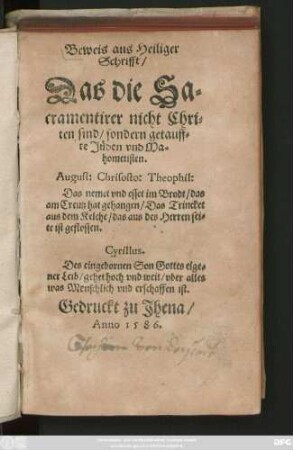 Beweis aus Heiliger
Schrifft/
Das die Sa-
cramentirer nicht Chri-
sten sind/ sondern getauff-
te Jüden vnd Ma-
hometisten.
August: Chrisosto: Theophil:
Das nemet vnd esset im Brodt/ das
am Creutz hat gehangen/ Das Trincket
aus dem Kelche/ das aus des Herren sei-
te ist geflossen.
Cyrillus.
Des eingebornen Son Gottes eige-
ner Leib/ gehet hoch vnd weit/ vber alles
was Menschlich vnd erschaffen ist.
Gedruckt zu Jhena/
Anno 1586.